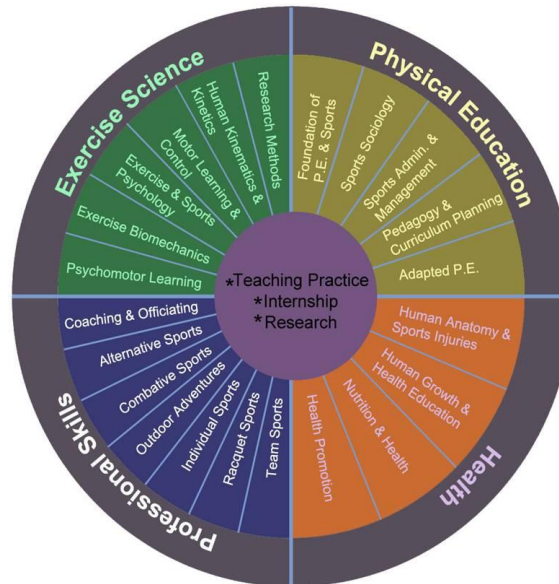 Exercise Science
Research Methods
Human Kinematics &
Kinetics
Motor Learning &
Control
Exercise & Sports
Psychology
Exercise Biomechanics
Psychomotor Learning
Physical Education
Foundation of
P.E. & Sports
Sports Sociology
Sports Admin. &
Management
Pedagogy &
Curriculum Planning
Adapted P.E.
*Teaching Practice
*Internship
*Research
Professional Skills
Coaching & Officiating
Alternative Sports
Combative Sports
Outdoor Adventures
Individual Sports
Racquet Sports
Team Sports
Health
Human Anatomy &
Sports Injuries
Human Growth &
Health Education
Nutrition & Health
Health Promotion